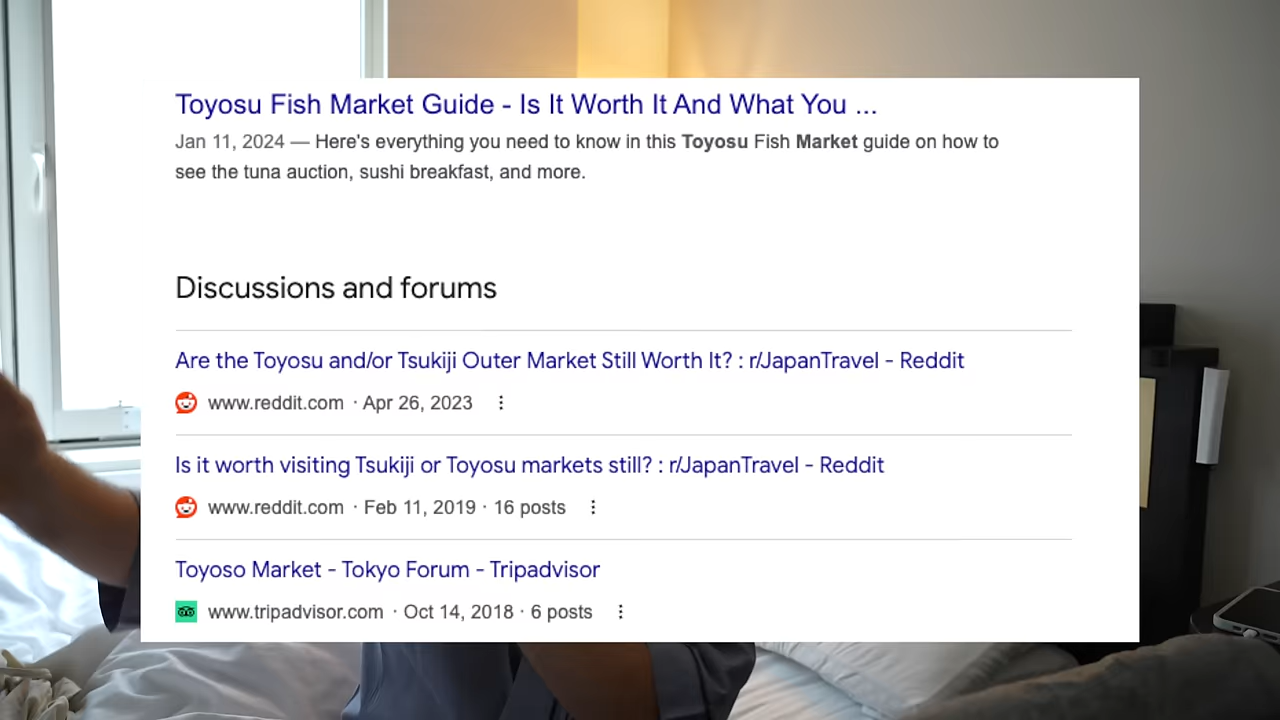 Toyosu Fish Market Guide - Is It Worth It And What You ...
Jan 11, 2024 — Here's everything you need to know in this Toyosu Fish Market guide on how to
see the tuna auction, sushi breakfast, and more.
Discussions and forums
Are the Toyosu and/or Tsukiji Outer Market Still Worth It? : r/JapanTravel - Reddit
www.reddit.com · Apr 26, 2023
Is it worth visiting Tsukiji or Toyosu markets still? : r/JapanTravel - Reddit
www.reddit.com · Feb 11, 2019 · 16 posts
Toyoso Market - Tokyo Forum - Tripadvisor
www.tripadvisor.com · Oct 14, 2018 · 6 posts